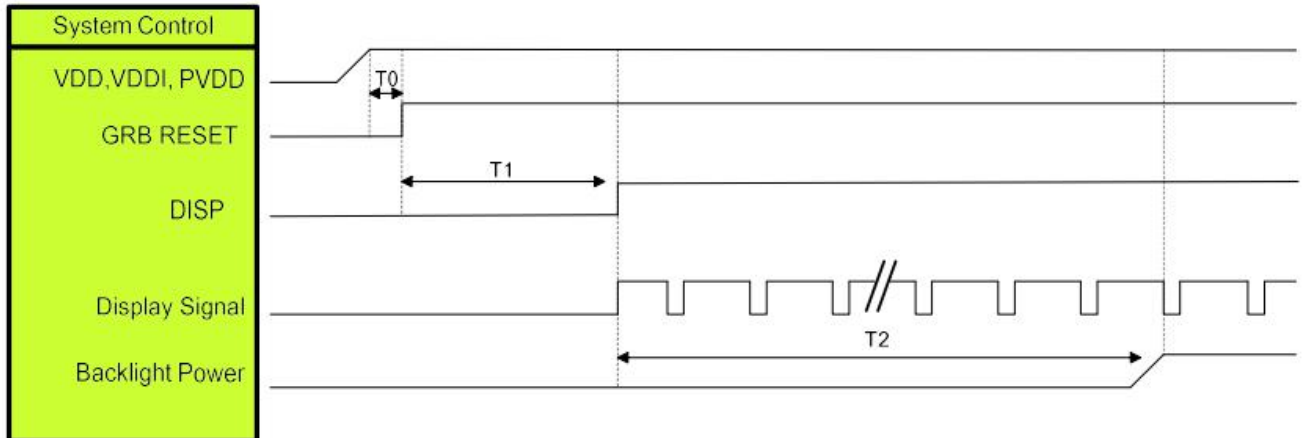 System Control
VDD,VDDI, PVDD
T0
GRB RESET
T1
DISP
Display Signal
T2
Backlight Power